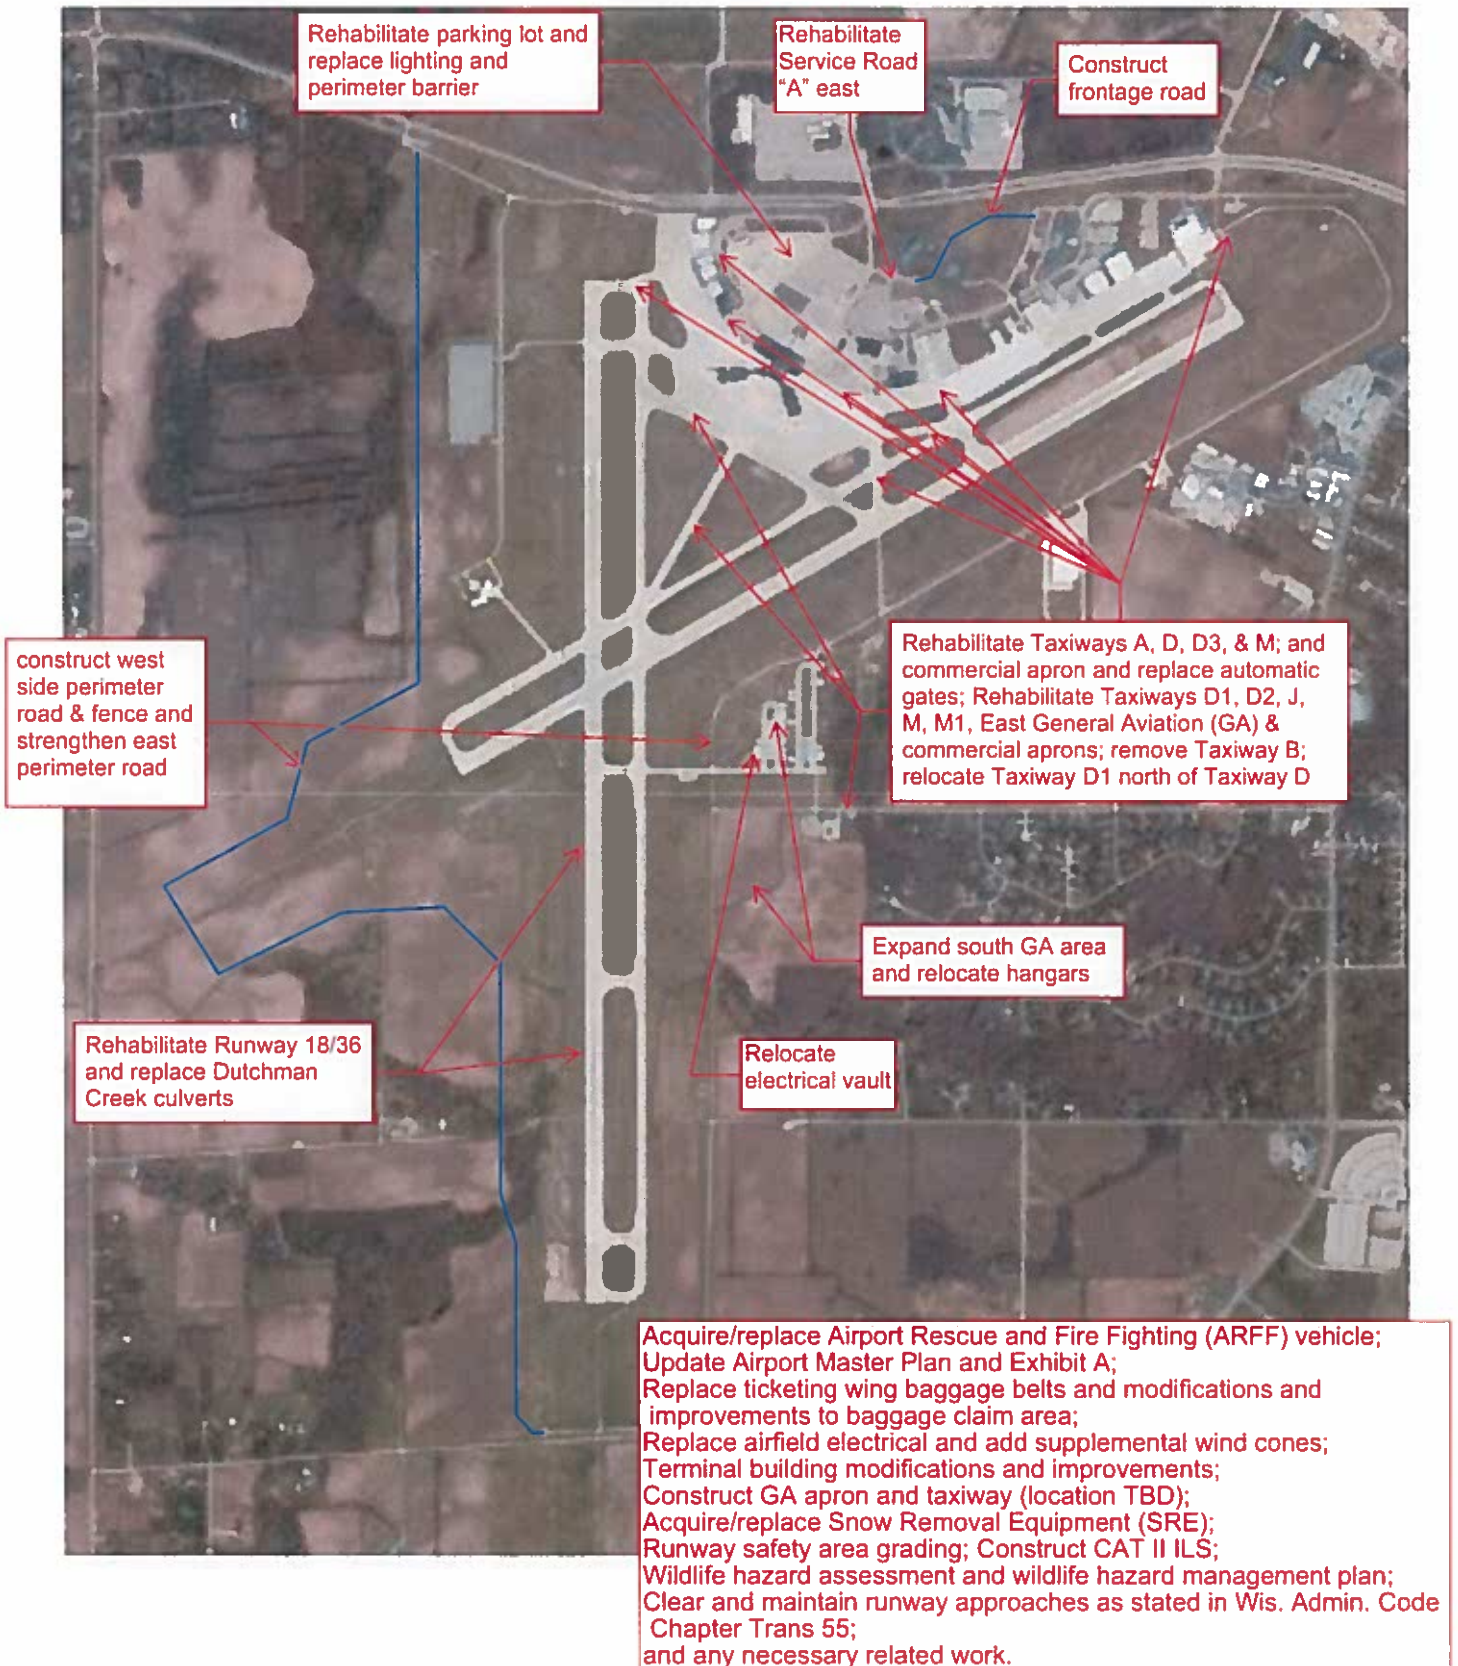 Rehabilitate parking lot and
replace lighting and
perimeter barrier
Rehabilitate
Service Road
"A" east
Construct
frontage road
construct west
side perimeter
road & fence and
strengthen east
perimeter road
Rehabilitate Taxiways A, D, D3, & M; and
commercial apron and replace automatic
gates; Rehabilitate Taxiways D1, D2, J,
M, M1, East General Aviation (GA) &
commercial aprons; remove Taxiway B;
relocate Taxiway D1 north of Taxiway D
Expand south GA area
and relocate hangars
Rehabilitate Runway 18/36
and replace Dutchman
Creek culverts
Relocate
electrical vault
Acquire/replace Airport Rescue and Fire Fighting (ARFF) vehicle;
Update Airport Master Plan and Exhibit A;
Replace ticketing wing baggage belts and modifications and
improvements to baggage claim area;
Replace airfield electrical and add supplemental wind cones;
Terminal building modifications and improvements;
Construct GA apron and taxiway (location TBD);
Acquire/replace Snow Removal Equipment (SRE);
Runway safety area grading; Construct CAT II ILS;
Wildlife hazard assessment and wildlife hazard management plan;
Clear and maintain runway approaches as stated in Wis. Admin. Code
Chapter Trans 55;
and any necessary related work.